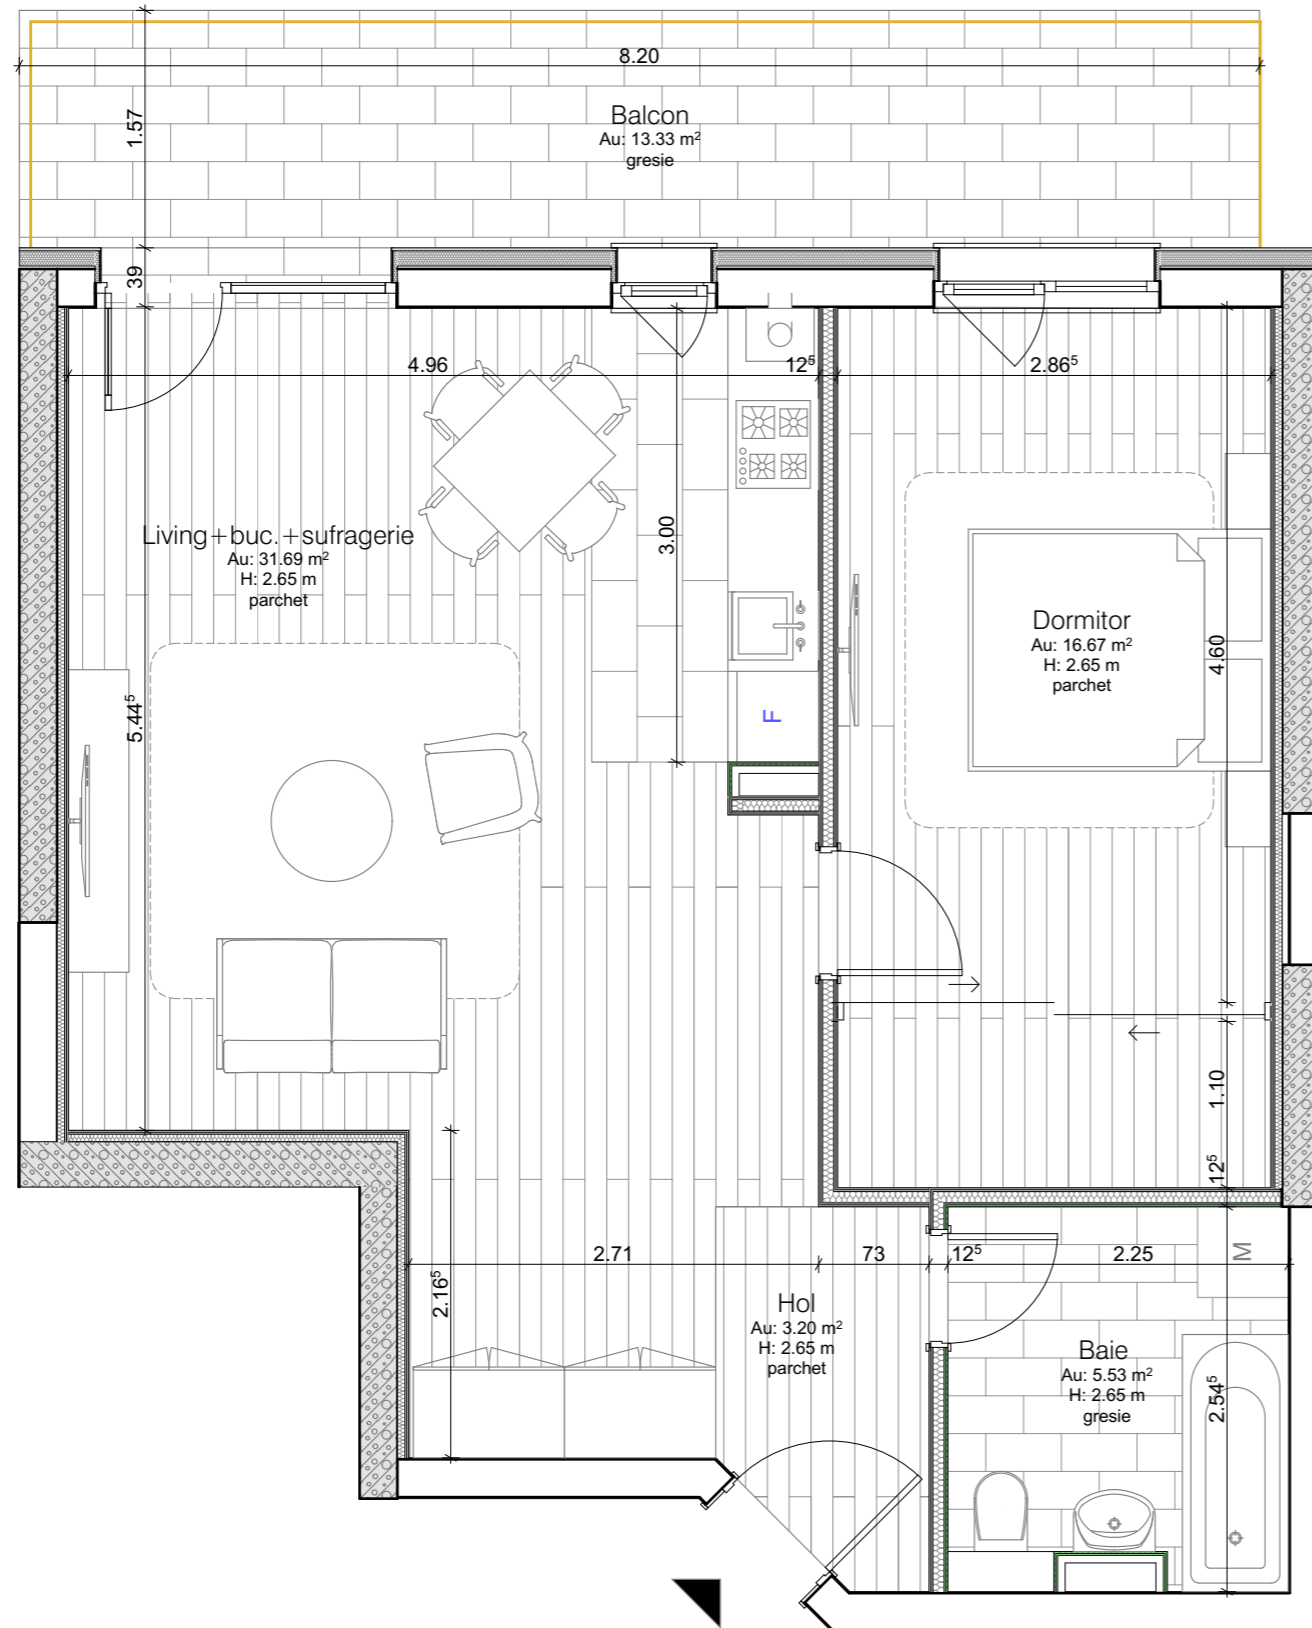 8.20
1.57
Balcon
Au: 13.33 m²
gresie
39
4.96
12⁵
2.86⁵
3.00
Living+buc.+sufragerie
Au: 31.69 m²
H: 2.65 m
parchet
Dormitor
Au: 16.67 m²
H: 2.65 m
parchet
4.60
5.44⁵
F
1.10
12⁵
2.71
73
12⁵
2.25
M
2.16⁵
Hol
Au: 3.20 m²
H: 2.65 m
parchet
Baie
Au: 5.53 m²
H: 2.65 m
gresie
2.54⁵